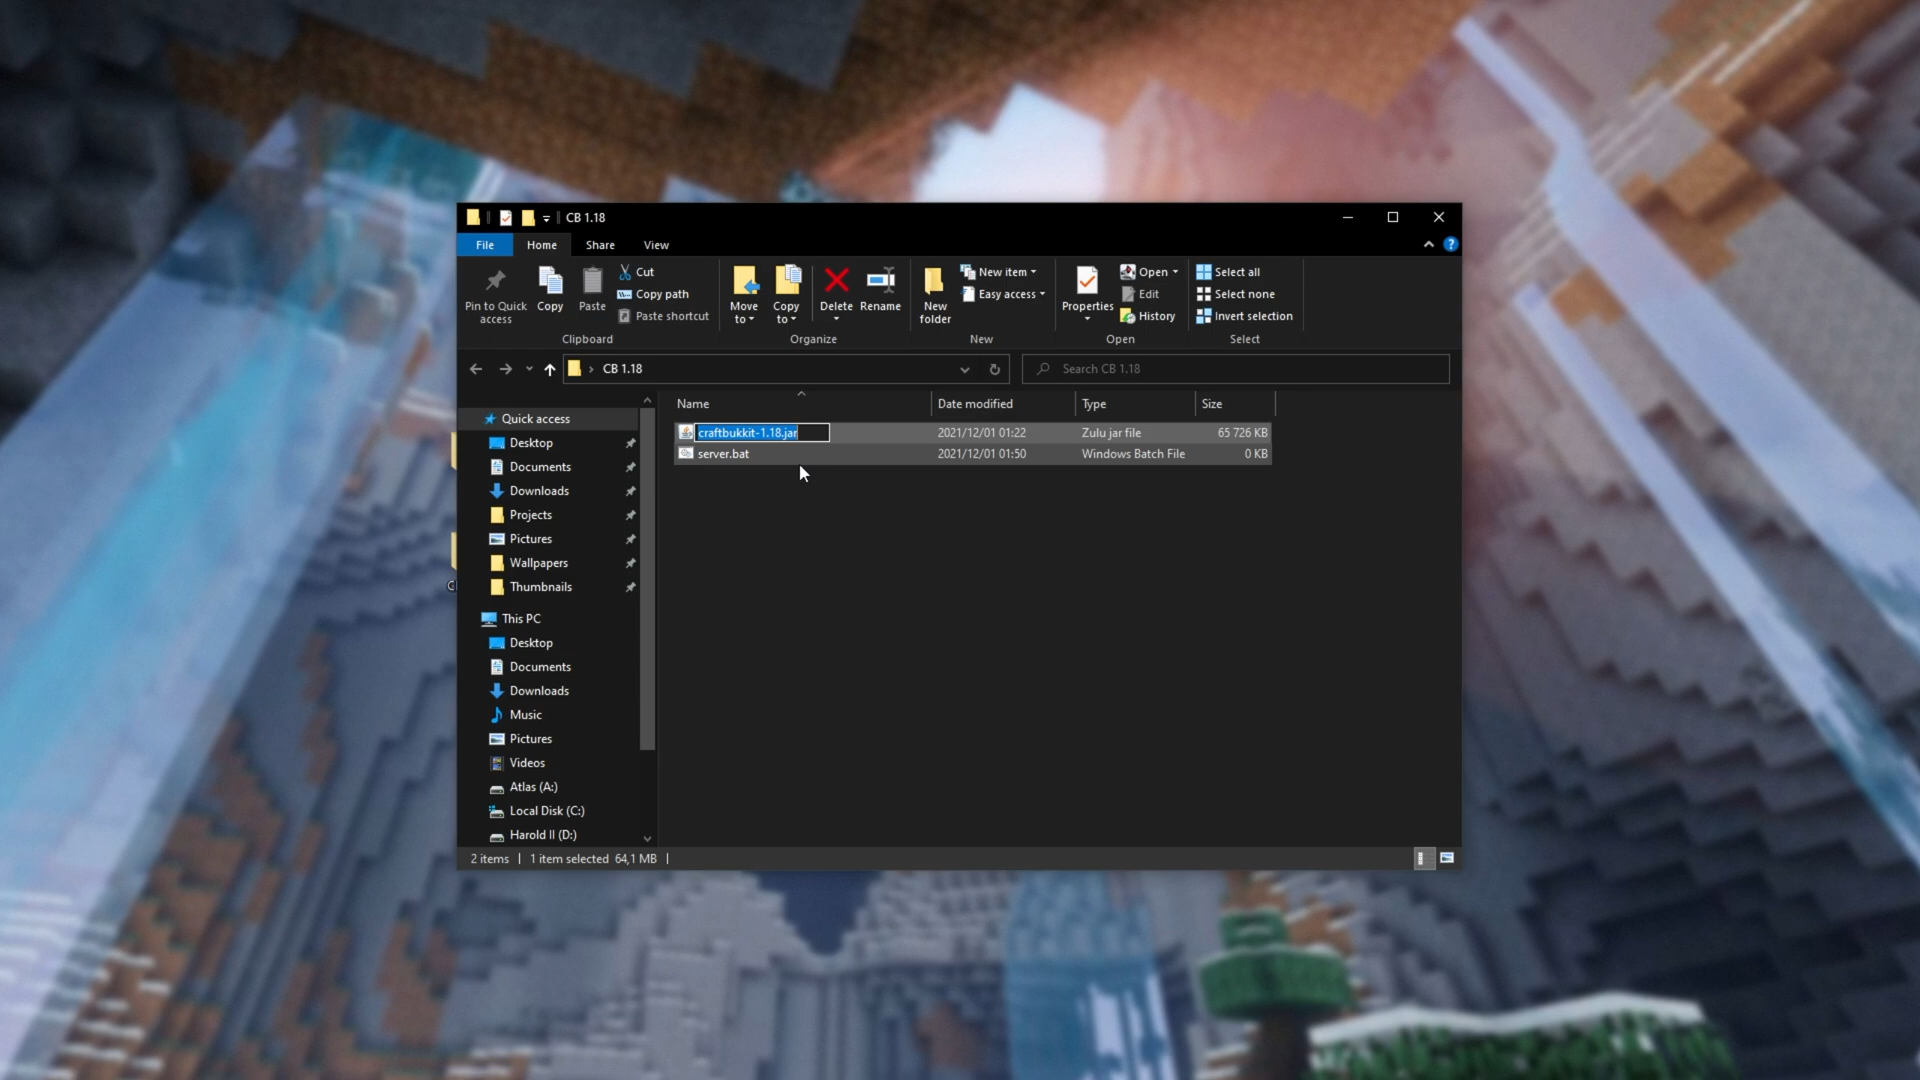 CB 1.18
File Home Share View
Pin to Quick access
Copy
Paste
Cut
Copy path
Paste shortcut
Clipboard
Move to
Copy to
Delete
Rename
Organize
New folder
New item
Easy access
New
Properties
Open
Edit
History
Open
Select all
Select none
Invert selection
Select
CB 1.18
Search CB 1.18
Name Date modified Type Size
craftbukkit-1.18.jar 2021/12/01 01:22 Zulu jar file 65 726 KB
server.bat 2021/12/01 01:50 Windows Batch File 0 KB
Quick access
Desktop
Documents
Downloads
Projects
Pictures
Wallpapers
Thumbnails
This PC
Desktop
Documents
Downloads
Music
Pictures
Videos
Atlas (A:)
Local Disk (C:)
Harold II (D:)
2 items 1 item selected 64,1 MB